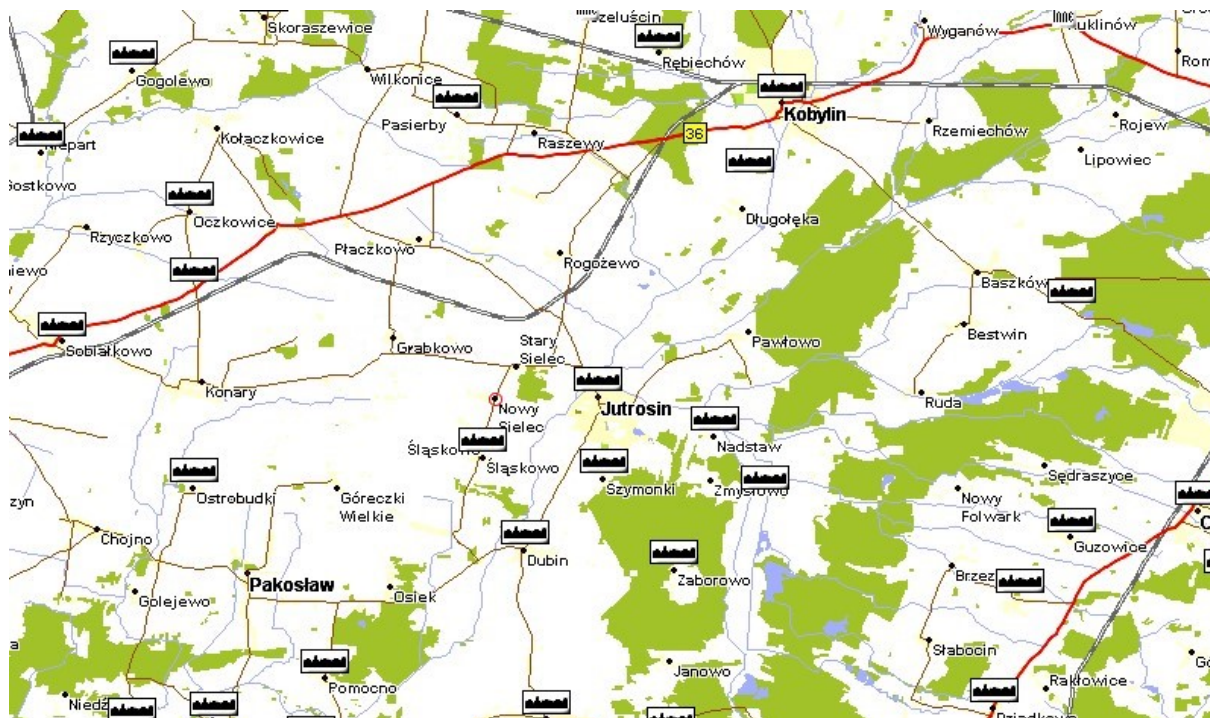 Skoraszewice
Rębiechów
Wyganów
Gogolewo
Wilkonice
Pasierby
Kobylin
36
Kołaczkowice
Raszewy
Rzemiechów
Rojew
Lipowiec
Oczkowice
Długołęka
Rzyczkowo
Płaczkowo
Rogożewo
Baszków
Sobiałkowo
Grabkowo
Stary
Sielec
Pawłowo
Bestwin
Konary
Nowy
Sielec
Jutrosin
Ruda
Nadstaw
Śląskowo
Szymonki
Zmysłowo
Sędraszyce
Ostrobudki
Góreczki
Wielkie
Nowy
Folwark
Chojno
Dubin
Guzowice
Pakosław
Golejewo
Osiek
Zaborowo
Słabocin
Janowo
Pomocno
Rakłowice